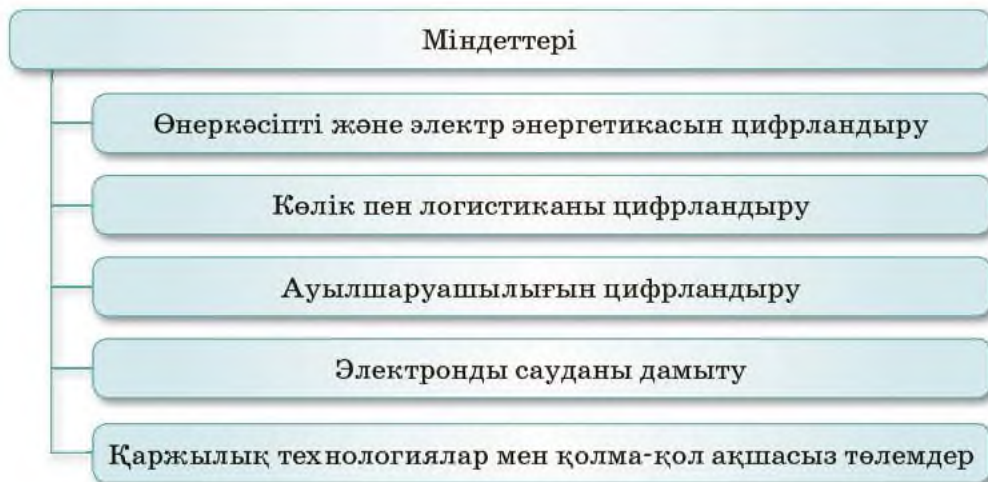 Міндеттері
Өнеркәсіпті және электр энергетикасын цифрландыру
Көлік пен логистиканы цифрландыру
Ауылшаруашылығын цифрландыру
Электронды сауданы дамыту
Қаржылық технологиялар мен қолма-қол ақшасыз төлемдер